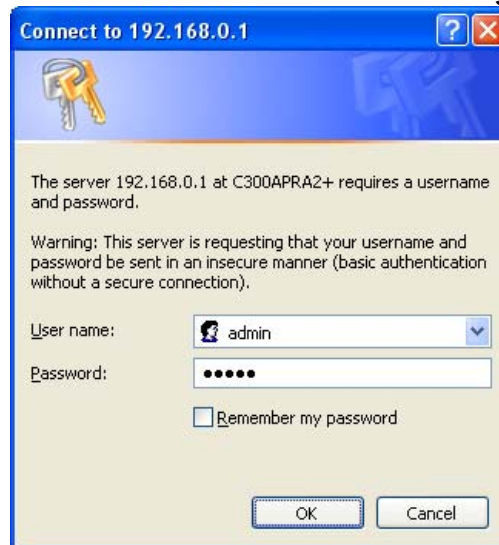 Connect to 192.168.0.1
The server 192.168.0.1 at C300APRA2+ requires a username
and password.
Warning: This server is requesting that your username and
password be sent in an insecure manner (basic authentication
without a secure connection).
User name:
admin
Password:
●●●●●
Remember my password
OK
Cancel